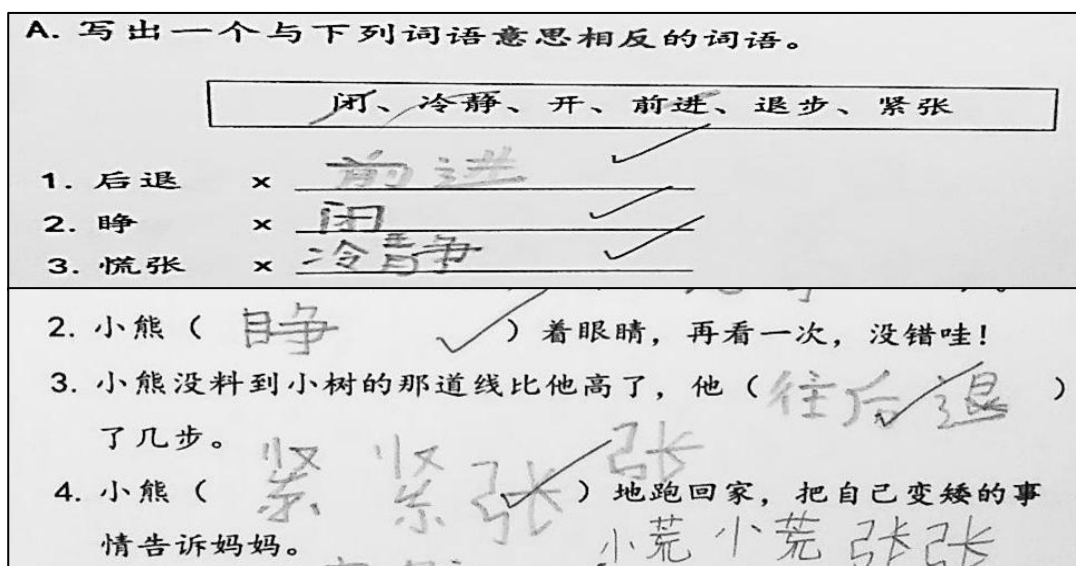 A. 写出一个与下列词语意思相反的词语。
闭、冷静、开、前进、退步、紧张
1. 后退 × 前进
2. 睁 × 闭
3. 慌张 × 冷静
2. 小熊（ 睁 ）着眼睛，再看一次，没错哇！
3. 小熊没料到小树的那道线比他高了，他（ 往后退 ）
了几步。
4. 小熊（ 紧紧张张 ）地跑回家，把自己变矮的事
情告诉妈妈。 慌慌张张